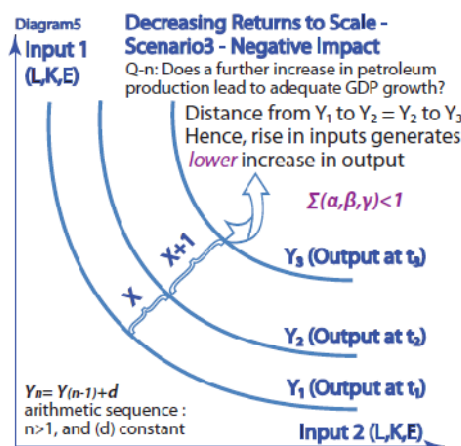 Diagram5
Decreasing Returns to Scale -
Scenario3 - Negative Impact
Input 1
(L,K,E)
Q-n: Does a further increase in petroleum
production lead to adequate GDP growth?
Distance from Y₁ to Y₂ = Y₂ to Y₃
Hence, rise in inputs generates
lower increase in output
Σ(α,β,γ)<1
X+1
X
Y₃ (Output at t₃)
Y₂ (Output at t₂)
Y₁ (Output at t₁)
Yn= Y(n-1)+d
arithmetic sequence :
n>1, and (d) constant
Input 2 (L,K,E)